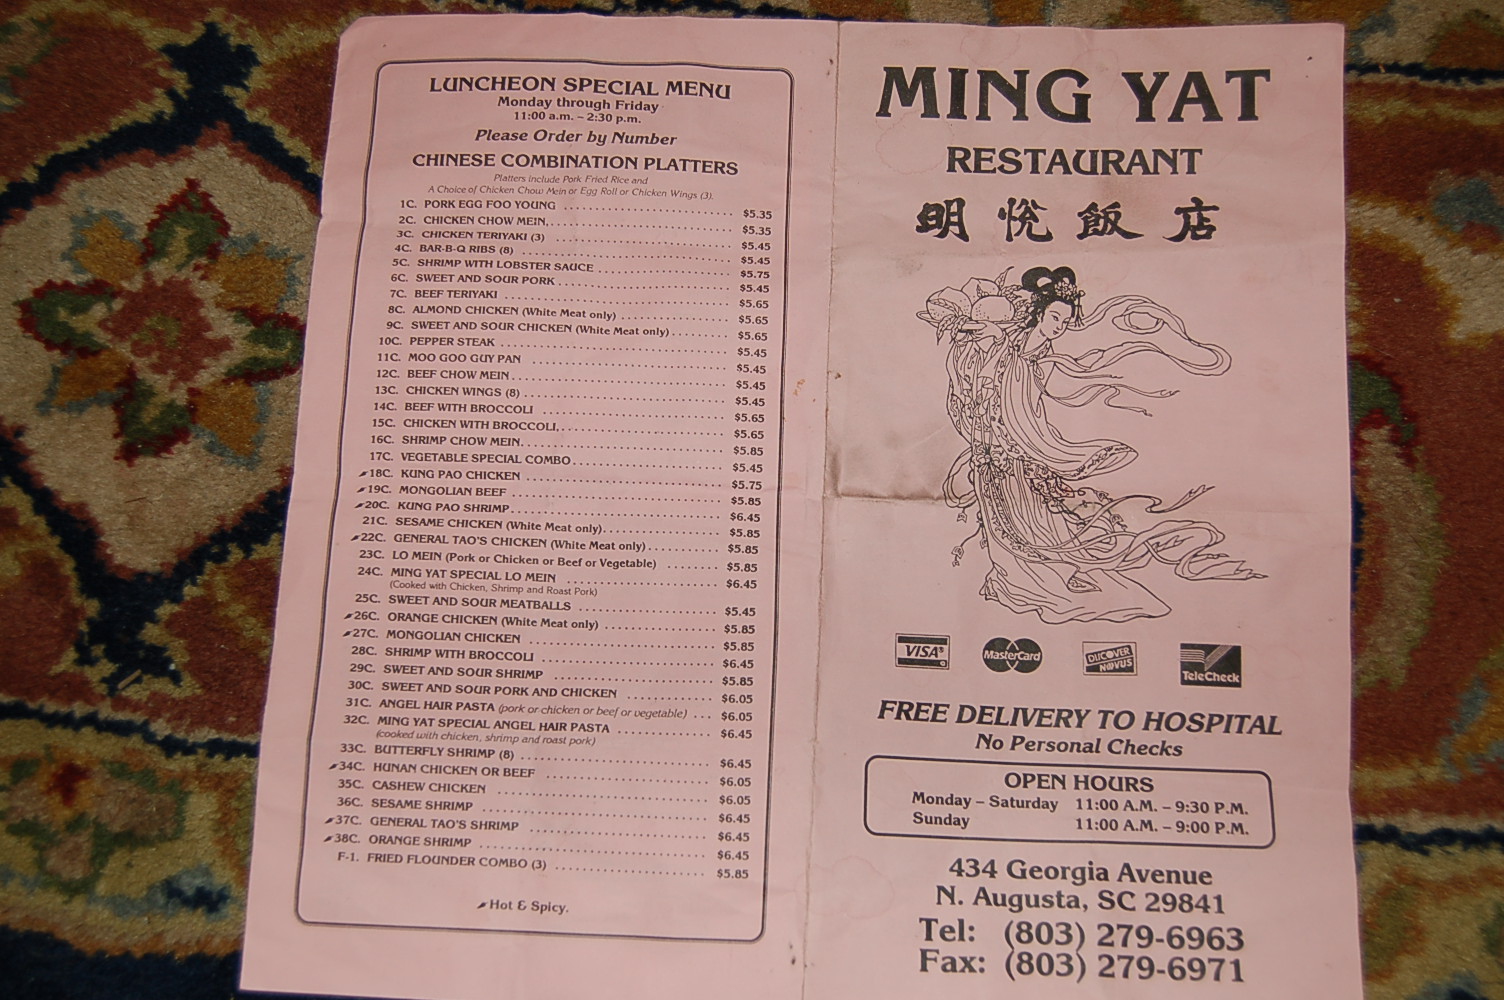 LUNCHEON SPECIAL MENU
Monday through Friday
11:00 a.m. – 2:30 p.m.
Please Order by Number
CHINESE COMBINATION PLATTERS
Platters include Pork Fried Rice and
A Choice of Chicken Chow Mein or Egg Roll or Chicken Wings (3).
1C. PORK EGG FOO YOUNG $5.35
2C. CHICKEN CHOW MEIN $5.35
3C. CHICKEN TERIYAKI (3) $5.45
4C. BAR-B-Q RIBS (8) $5.45
5C. SHRIMP WITH LOBSTER SAUCE $5.75
6C. SWEET AND SOUR PORK $5.45
7C. BEEF TERIYAKI $5.65
8C. ALMOND CHICKEN (White Meat only) $5.65
9C. SWEET AND SOUR CHICKEN (White Meat only) $5.65
10C. PEPPER STEAK $5.45
11C. MOO GOO GUY PAN $5.45
12C. BEEF CHOW MEIN $5.45
13C. CHICKEN WINGS (8) $5.45
14C. BEEF WITH BROCCOLI $5.65
15C. CHICKEN WITH BROCCOLI $5.65
16C. SHRIMP CHOW MEIN $5.85
17C. VEGETABLE SPECIAL COMBO $5.45
18C. KUNG PAO CHICKEN $5.75
19C. MONGOLIAN BEEF $5.85
20C. KUNG PAO SHRIMP $6.45
21C. SESAME CHICKEN (White Meat only) $5.85
22C. GENERAL TAO'S CHICKEN (White Meat only) $5.85
23C. LO MEIN (Pork or Chicken or Beef or Vegetable) $5.85
24C. MING YAT SPECIAL LO MEIN $6.45
(Cooked with Chicken, Shrimp and Roast Pork)
25C. SWEET AND SOUR MEATBALLS $5.45
26C. ORANGE CHICKEN (White Meat only) $5.85
27C. MONGOLIAN CHICKEN $5.85
28C. SHRIMP WITH BROCCOLI $6.45
29C. SWEET AND SOUR SHRIMP $5.85
30C. SWEET AND SOUR PORK AND CHICKEN $6.05
31C. ANGEL HAIR PASTA (pork or chicken or beef or vegetable) $6.05
32C. MING YAT SPECIAL ANGEL HAIR PASTA $6.45
(cooked with chicken, shrimp and roast pork)
33C. BUTTERFLY SHRIMP (8) $6.45
34C. HUNAN CHICKEN OR BEEF $6.05
35C. CASHEW CHICKEN $6.05
36C. SESAME SHRIMP $6.45
37C. GENERAL TAO'S SHRIMP $6.45
38C. ORANGE SHRIMP $6.45
F-1. FRIED FLOUNDER COMBO (3) $5.85
Hot & Spicy.
MING YAT
RESTAURANT
明悅飯店
VISA® MasterCard DISCOVER NOVUS TeleCheck
FREE DELIVERY TO HOSPITAL
No Personal Checks
OPEN HOURS
Monday – Saturday 11:00 A.M. – 9:30 P.M.
Sunday 11:00 A.M. – 9:00 P.M.
434 Georgia Avenue
N. Augusta, SC 29841
Tel: (803) 279-6963
Fax: (803) 279-6971